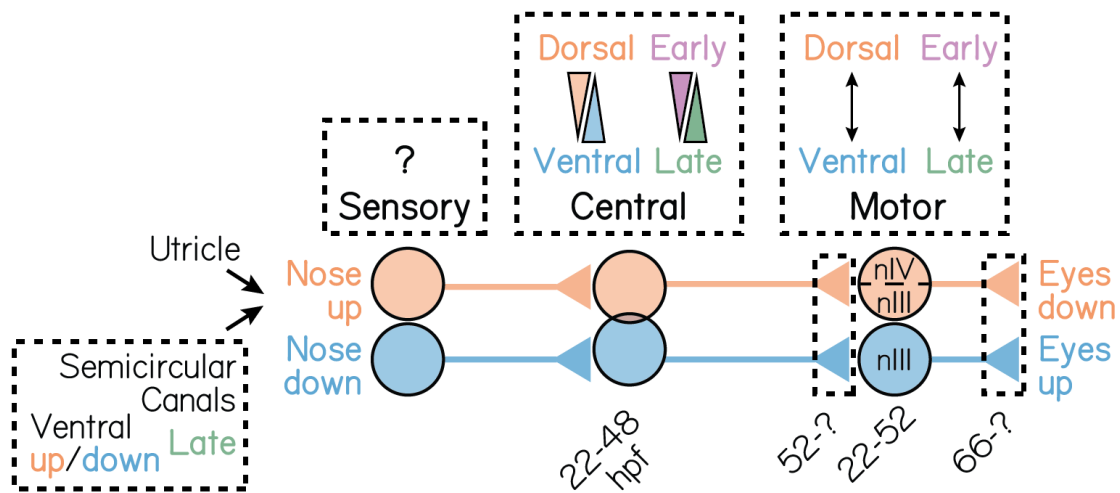 Dorsal Early
Ventral Late
Central
Dorsal Early
Ventral Late
Motor
?
Sensory
Utricle
Nose
up
Nose
down
nIV
nIII
nIII
Eyes
down
Eyes
up
Semicircular
Canals
Ventral
up/down
Late
22-48
hpf
52-?
22-52
66-?